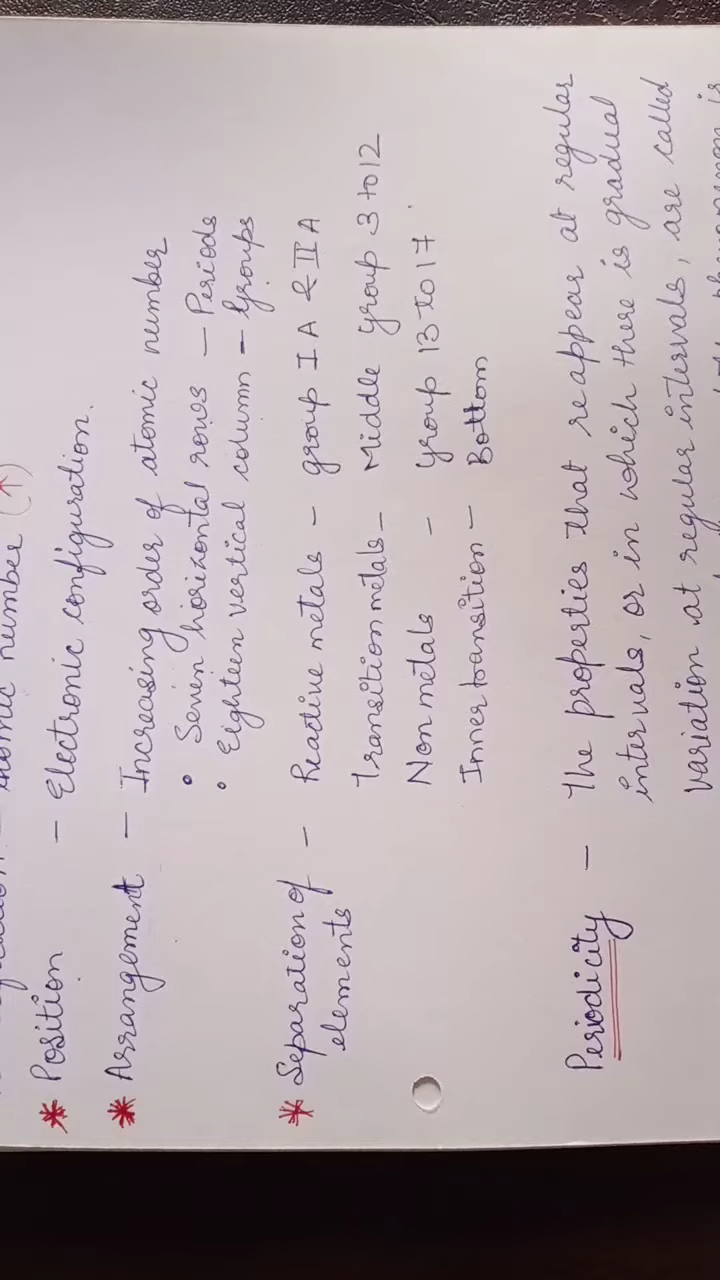 number (↑)
* Position - Electronic configuration.
* Arrangement - Increasing order of atomic number
• Seven horizontal rows - Periods
• Eighteen vertical column - Groups
* Separation of - Reactive metals - group I A & II A
elements
Transition metals - Middle group 3 to 12
Non metals - group 13 to 17.
Inner transition - Bottom
Periodicity - The properties that reappear at regular
intervals, or in which there is gradual
variation at regular intervals, are called